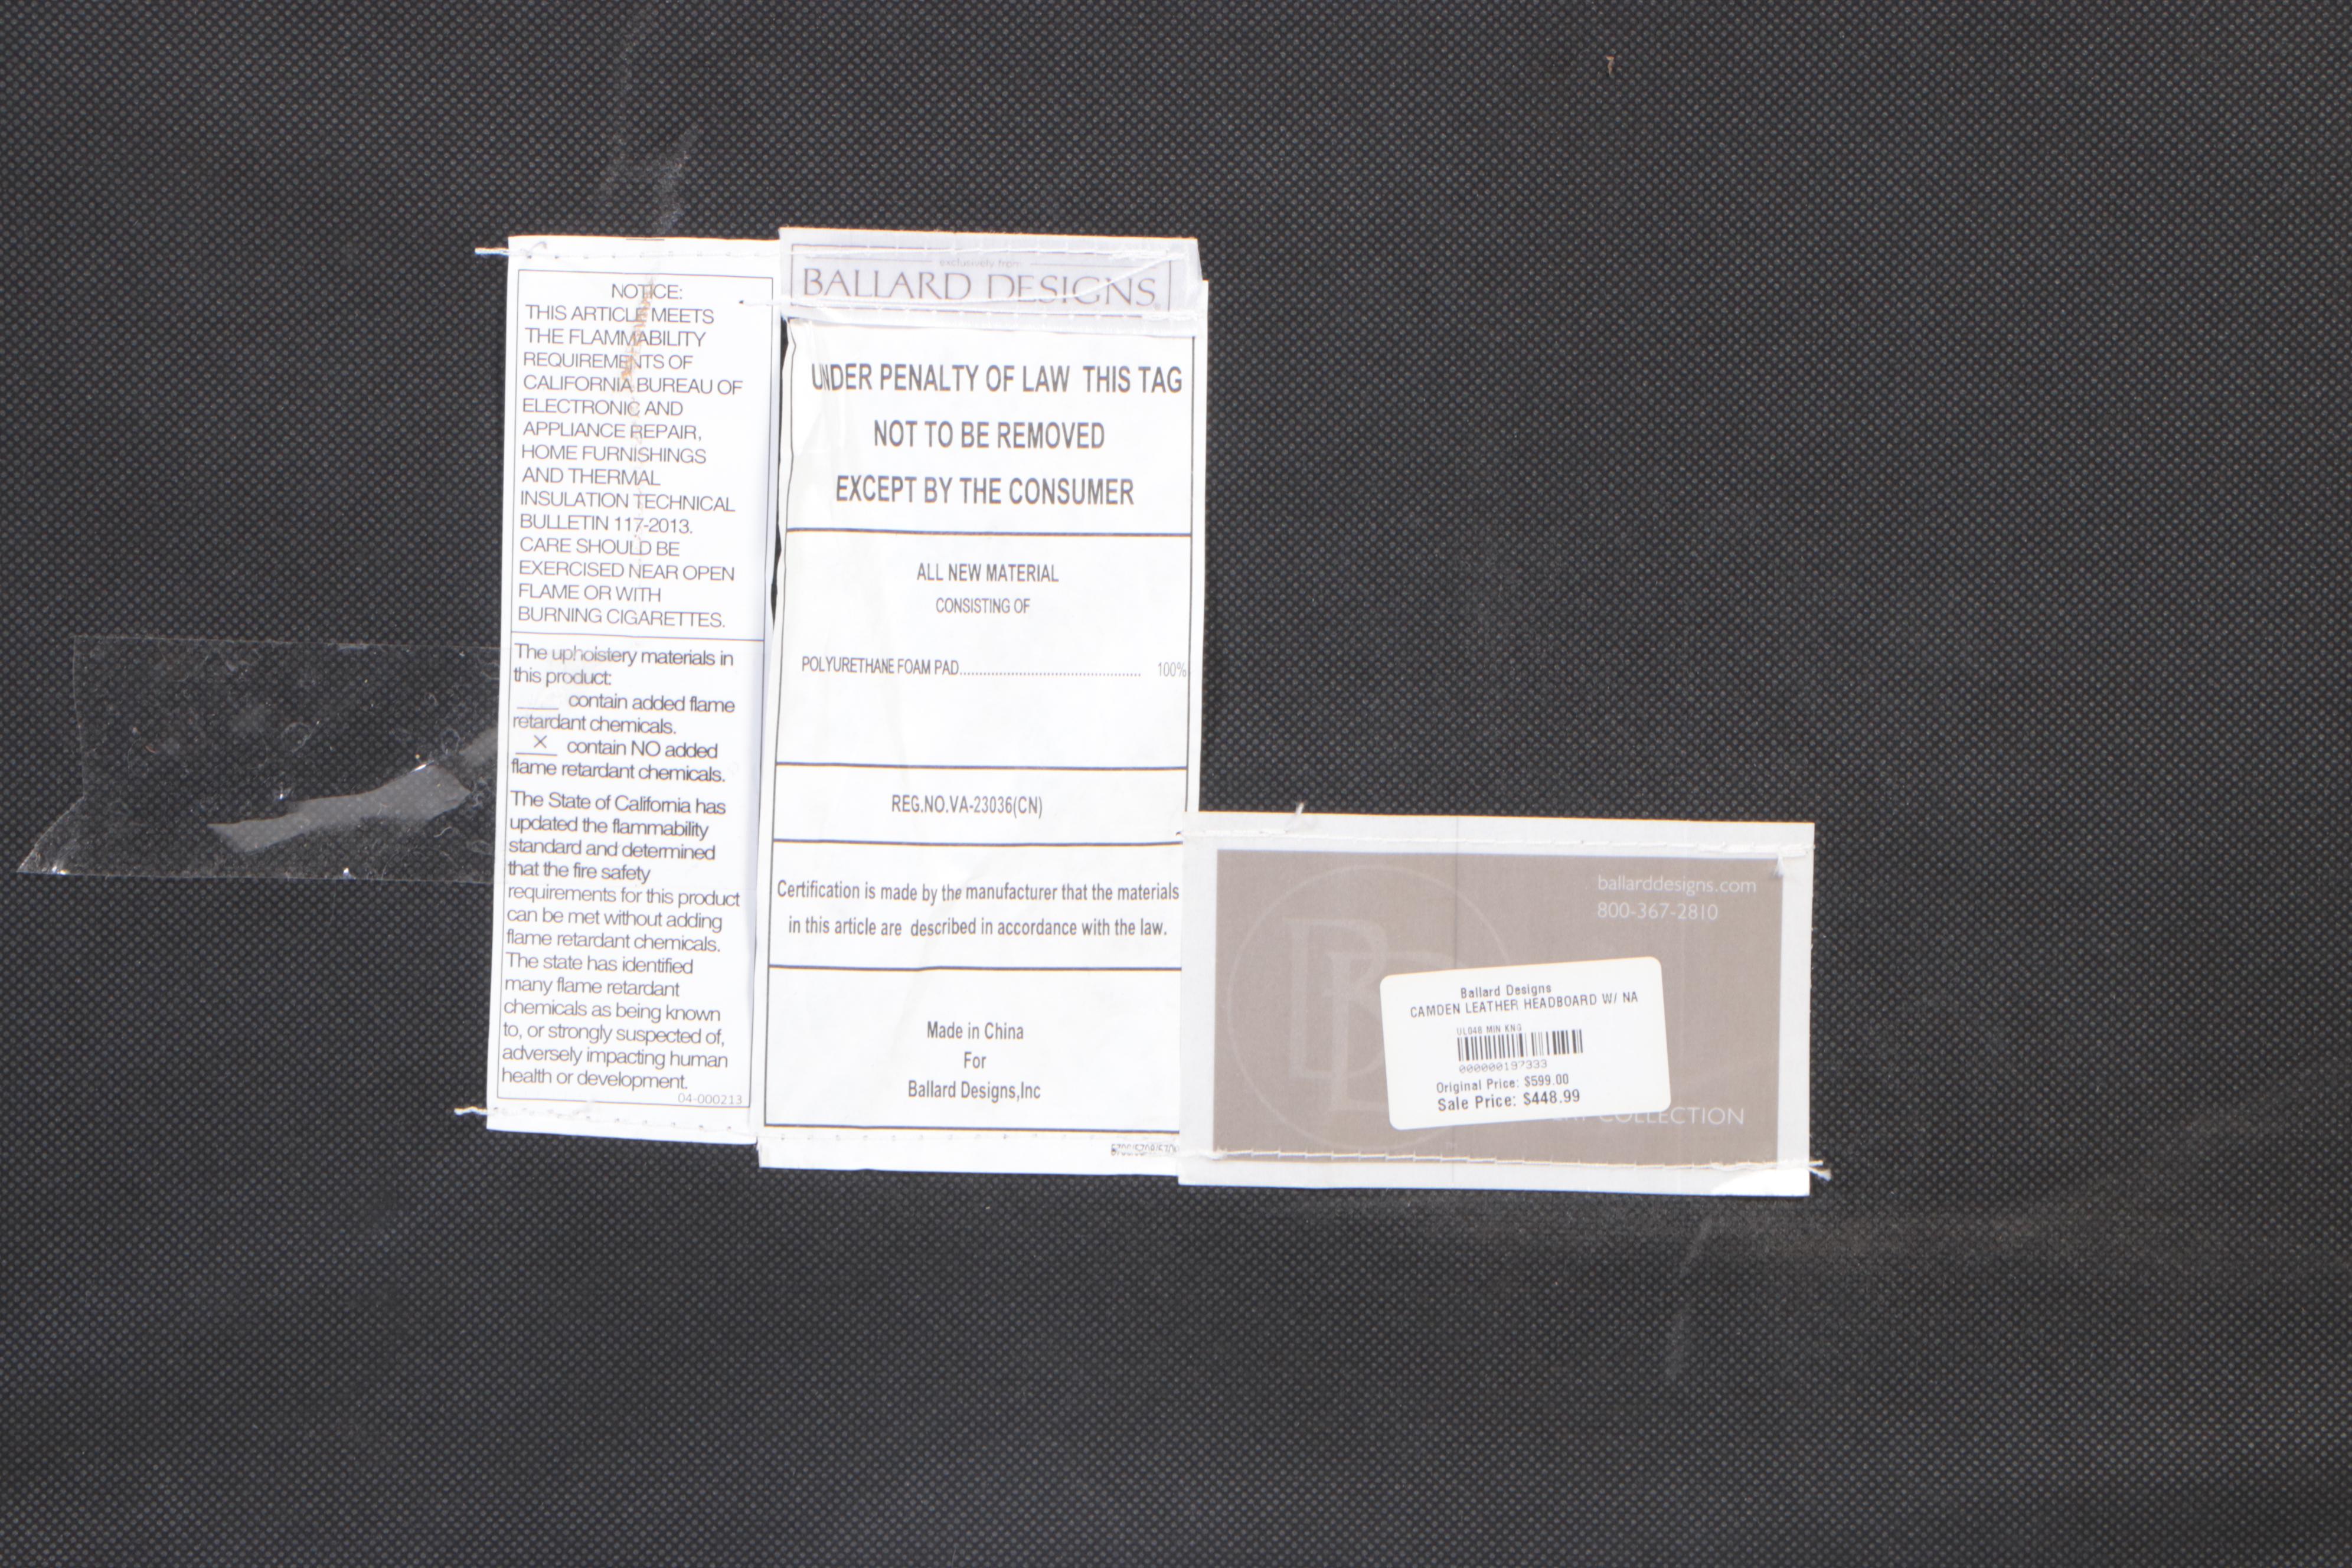 NOTICE:
THIS ARTICLE MEETS
THE FLAMMABILITY
REQUIREMENTS OF
CALIFORNIA BUREAU OF
ELECTRONIC AND
APPLIANCE REPAIR,
HOME FURNISHINGS
AND THERMAL
INSULATION TECHNICAL
BULLETIN 117-2013.
CARE SHOULD BE
EXERCISED NEAR OPEN
FLAME OR WITH
BURNING CIGARETTES.
The upholstery materials in
this product:
____ contain added flame
retardant chemicals.
X contain NO added
flame retardant chemicals.
The State of California has
updated the flammability
standard and determined
that the fire safety
requirements for this product
can be met without adding
flame retardant chemicals.
The state has identified
many flame retardant
chemicals as being known
to, or strongly suspected of,
adversely impacting human
health or development.
04-000213
exclusively from
BALLARD DESIGNS
UNDER PENALTY OF LAW THIS TAG
NOT TO BE REMOVED
EXCEPT BY THE CONSUMER
ALL NEW MATERIAL
CONSISTING OF
POLYURETHANE FOAM PAD.............................................. 100%
REG.NO.VA-23036(CN)
Certification is made by the manufacturer that the materials
in this article are described in accordance with the law.
Made in China
For
Ballard Designs,Inc
ballarddesigns.com
800-367-2810
Ballard Designs
CAMDEN LEATHER HEADBOARD W/ NA
UL048 MIN KNG
000000197333
Original Price: $599.00
Sale Price: $448.99
COLLECTION